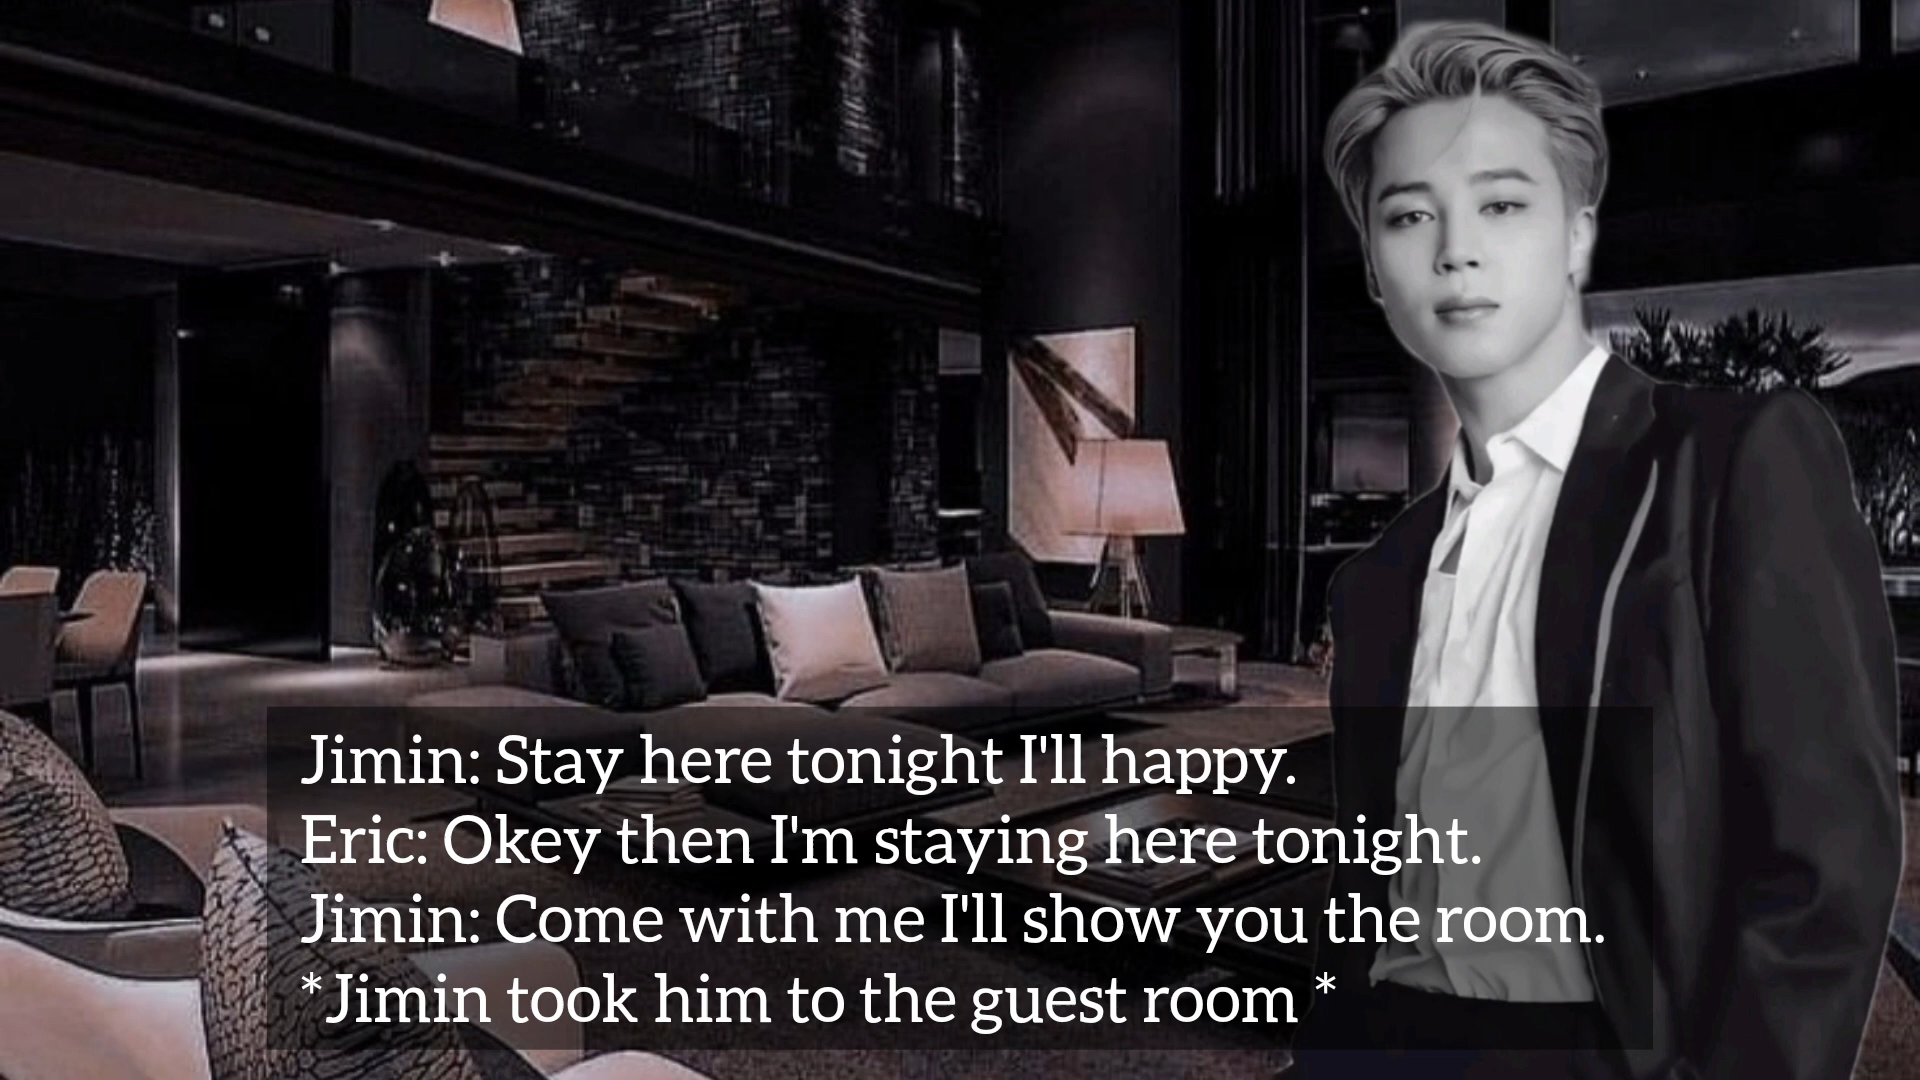 Jimin: Stay here tonight I'll happy.
Eric: Okey then I'm staying here tonight.
Jimin: Come with me I'll show you the room.
*Jimin took him to the guest room *